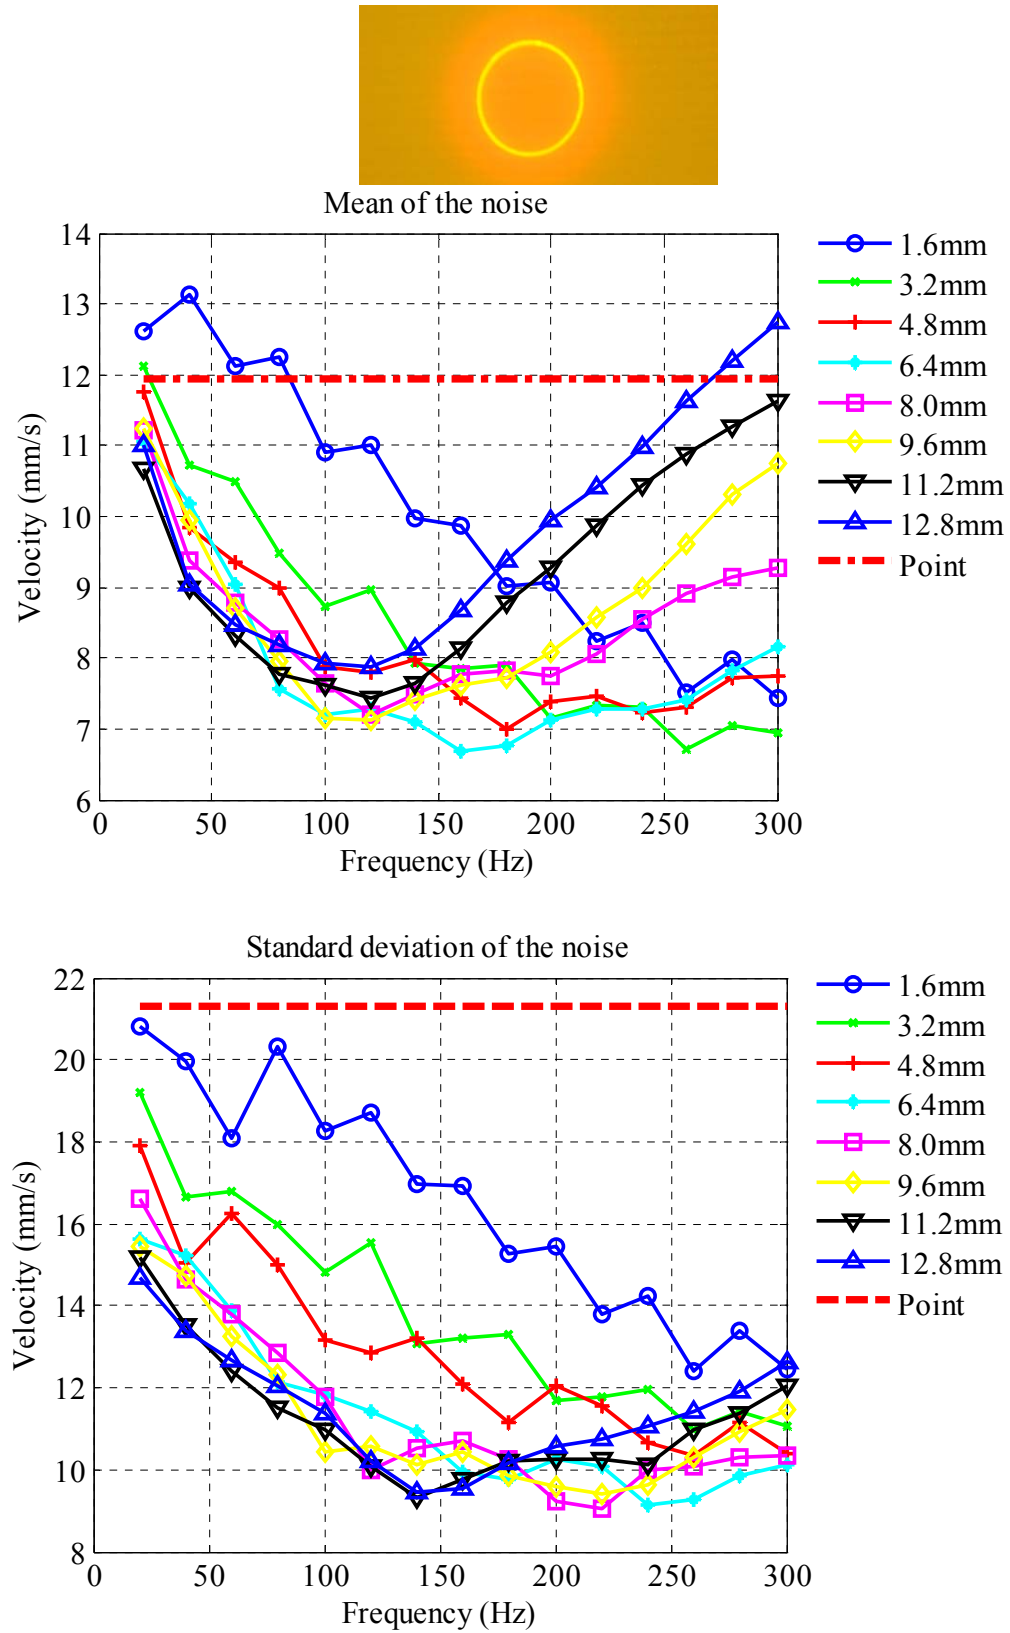 Mean of the noise
14
13
12
11
10
9
8
7
6
0 50 100 150 200 250 300
Velocity (mm/s)
Frequency (Hz)
1.6mm
3.2mm
4.8mm
6.4mm
8.0mm
9.6mm
11.2mm
12.8mm
Point
Standard deviation of the noise
22
20
18
16
14
12
10
8
0 50 100 150 200 250 300
Velocity (mm/s)
Frequency (Hz)
1.6mm
3.2mm
4.8mm
6.4mm
8.0mm
9.6mm
11.2mm
12.8mm
Point